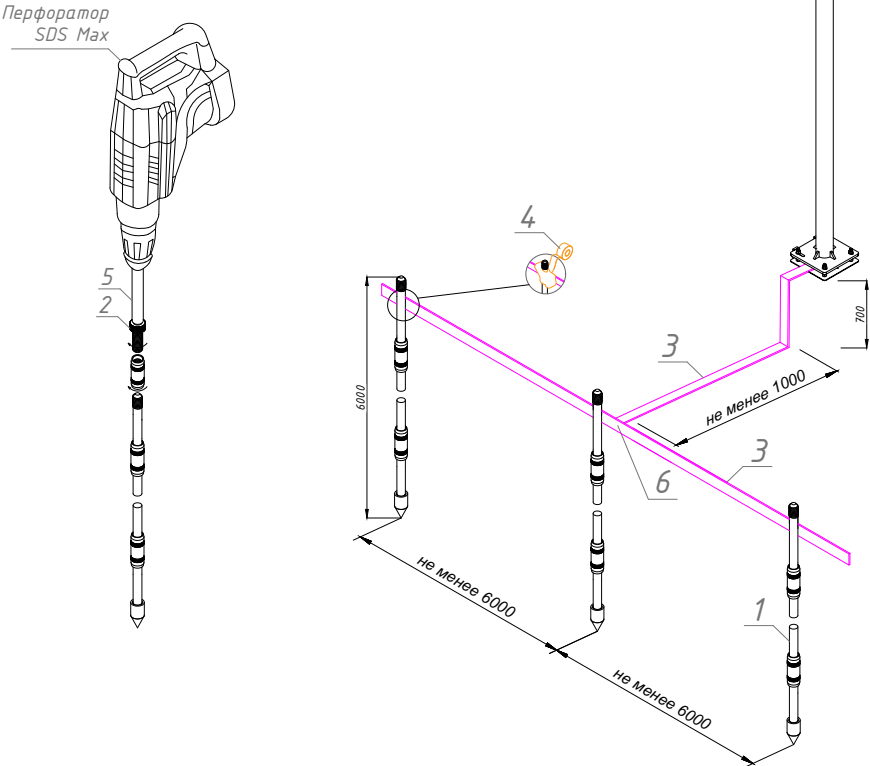 Перфоратор
SDS Max
5
2
4
6000
3
700
не менее 1000
3
6
1
не менее 6000
не менее 6000